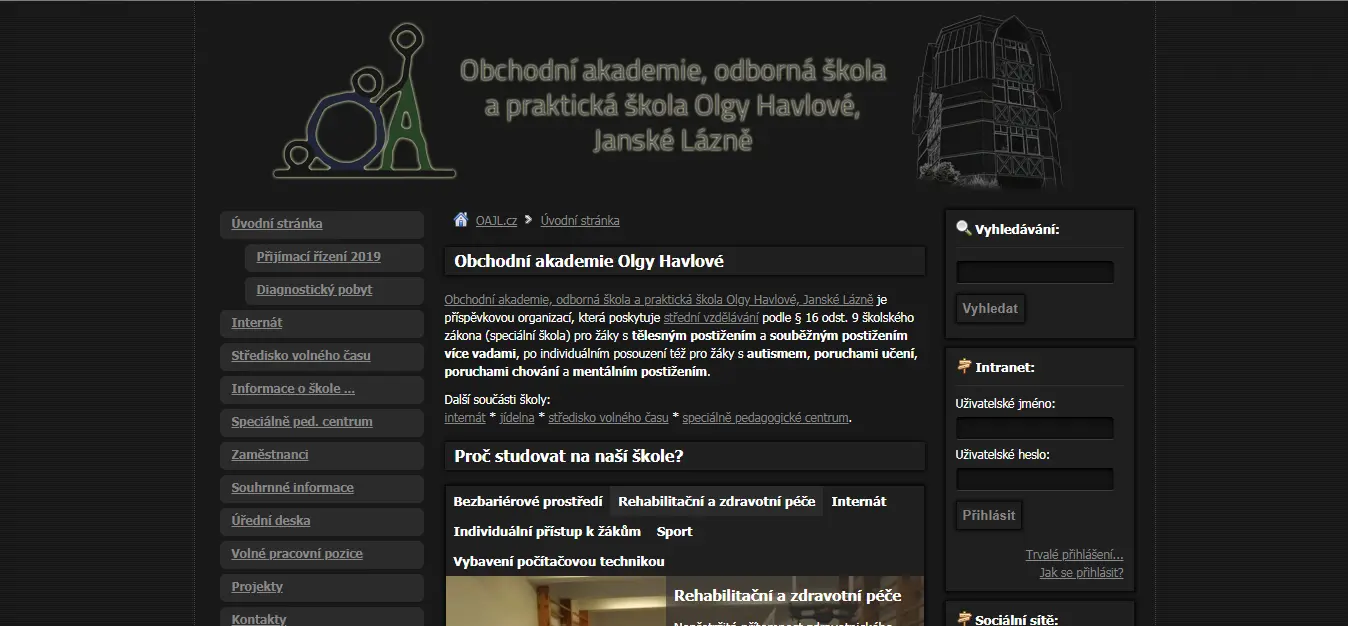 Obchodní akademie, odborná škola
a praktická škola Olgy Havlové,
Janské Lázně
OA
Úvodní stránka
Přijímací řízení 2019
Diagnostický pobyt
Internát
Středisko volného času
Informace o škole ...
Speciálně ped. centrum
Zaměstnanci
Souhrnné informace
Úřední deska
Volné pracovní pozice
Projekty
Kontakty
OAJL.cz Úvodní stránka
Obchodní akademie Olgy Havlové
Obchodní akademie, odborná škola a praktická škola Olgy Havlové, Janské Lázně je
příspěvkovou organizací, která poskytuje střední vzdělávání podle § 16 odst. 9 školského
zákona (speciální škola) pro žáky s tělesným postižením a souběžným postižením
více vadami, po individuálním posouzení též pro žáky s autismem, poruchami učení,
poruchami chování a mentálním postižením.
Další součásti školy:
internát * jídelna * středisko volného času * speciálně pedagogické centrum.
Proč studovat na naší škole?
Bezbariérové prostředí Rehabilitační a zdravotní péče Internát
Individuální přístup k žákům Sport
Vybavení počítačovou technikou
Rehabilitační a zdravotní péče
Vyhledávání:
Vyhledat
Intranet:
Uživatelské jméno:
Uživatelské heslo:
Přihlásit
Trvalé přihlášení...
Jak se přihlásit?
Sociální sítě: